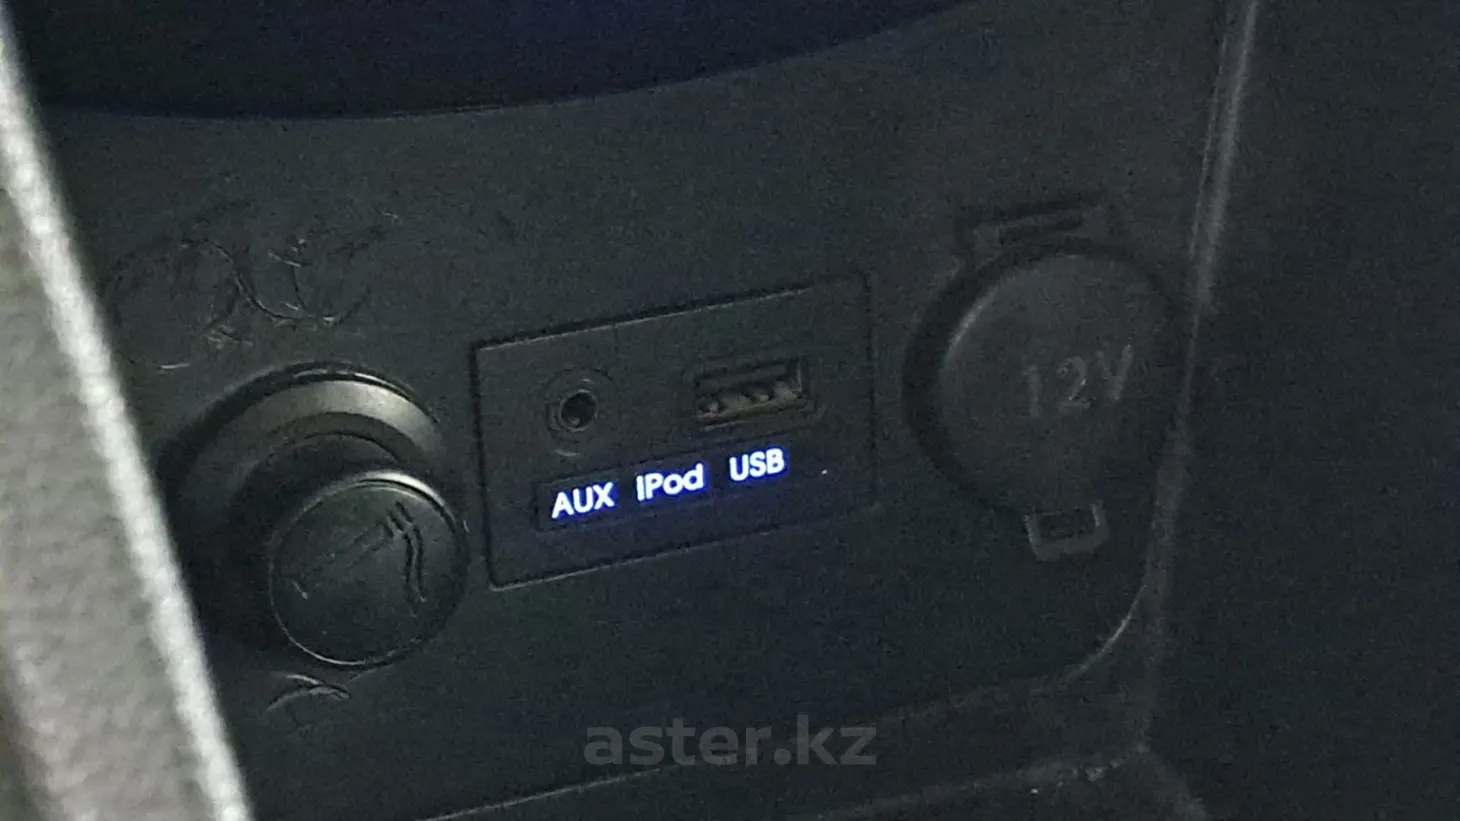 12V
AUX iPod USB
aster.kz